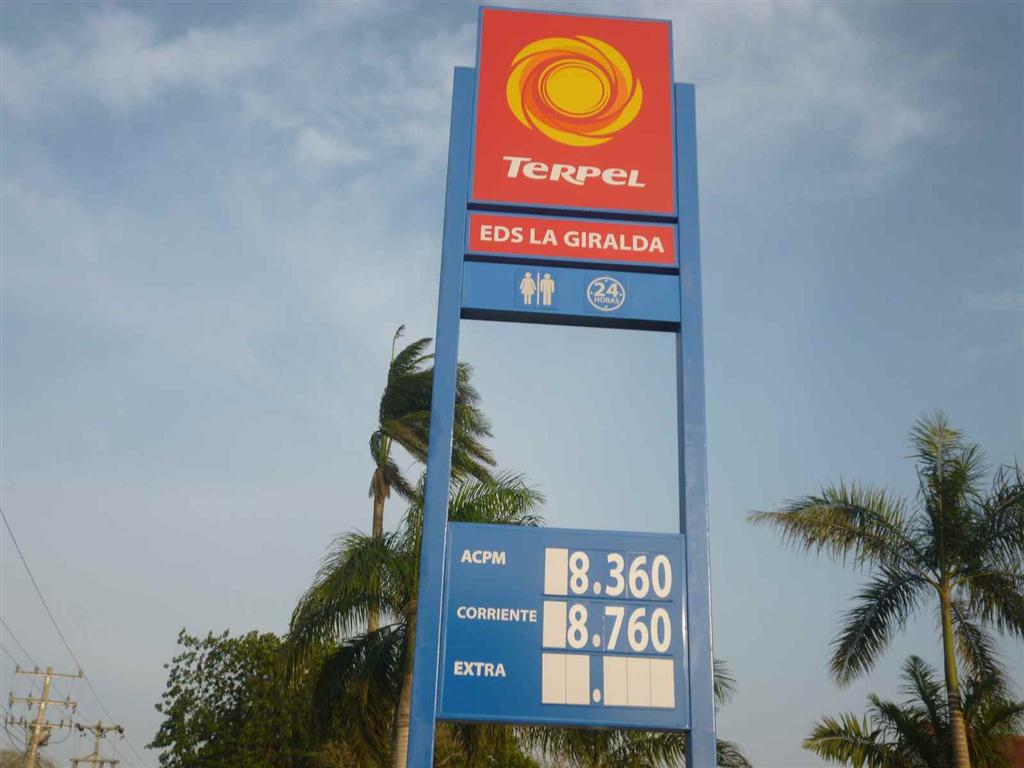 TERPEL
EDS LA GIRALDA
24
HORAS
ACPM 8.360
CORRIENTE 8.760
EXTRA .